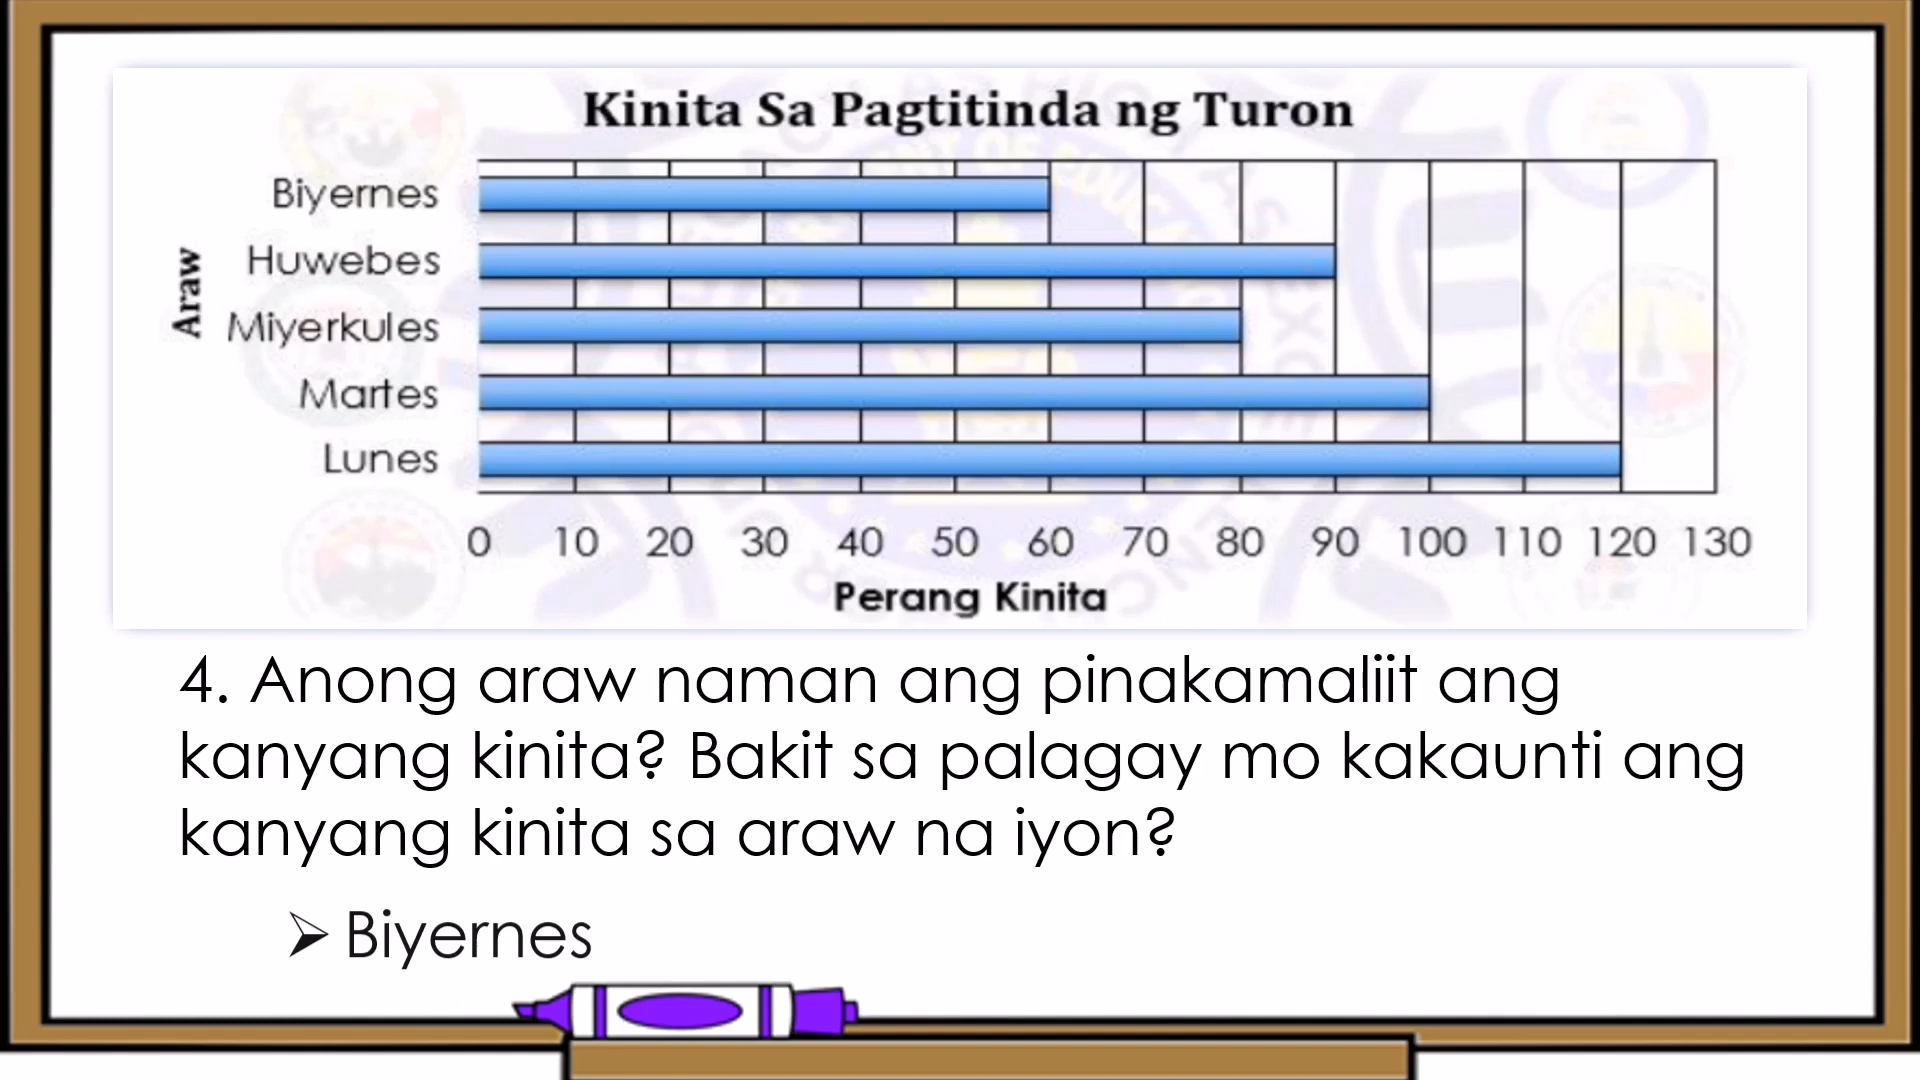 Kinita Sa Pagtitinda ng Turon
Araw
Biyernes
Huwebes
Miyerkules
Martes
Lunes
0 10 20 30 40 50 60 70 80 90 100 110 120 130
Perang Kinita
4. Anong araw naman ang pinakamaliit ang
kanyang kinita? Bakit sa palagay mo kakaunti ang
kanyang kinita sa araw na iyon?
➢ Biyernes